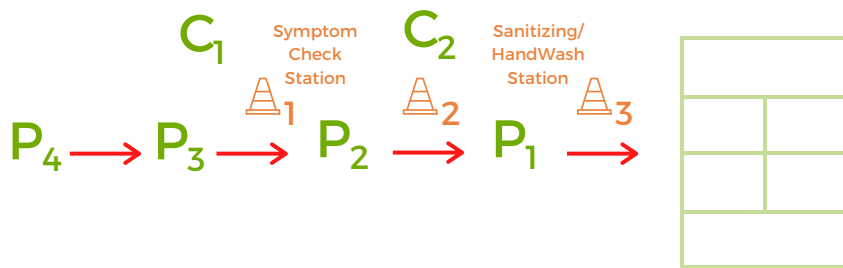 C1
Symptom
Check
Station
C2
Sanitizing/
HandWash
Station
1
2
3
P4
P3
P2
P1